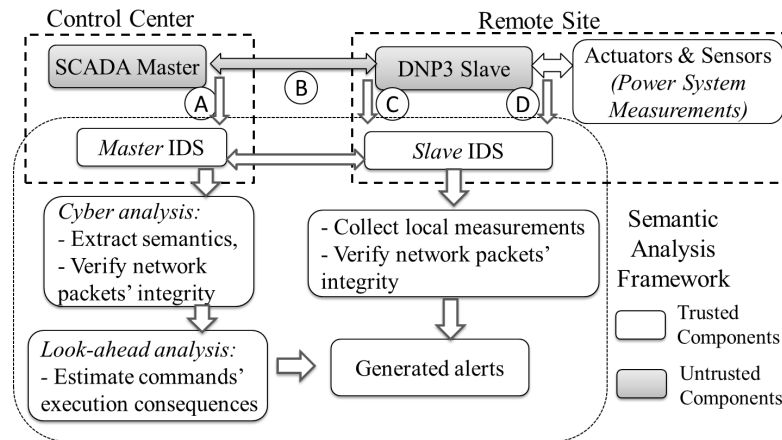 Control Center
Remote Site
SCADA Master
B
DNP3 Slave
Actuators & Sensors
(Power System
Measurements)
A
C
D
Master IDS
Slave IDS
Cyber analysis:
- Extract semantics,
- Verify network
packets’ integrity
- Collect local measurements
- Verify network packets’
integrity
Semantic
Analysis
Framework
Look-ahead analysis:
- Estimate commands’
execution consequences
Generated alerts
Trusted
Components
Untrusted
Components